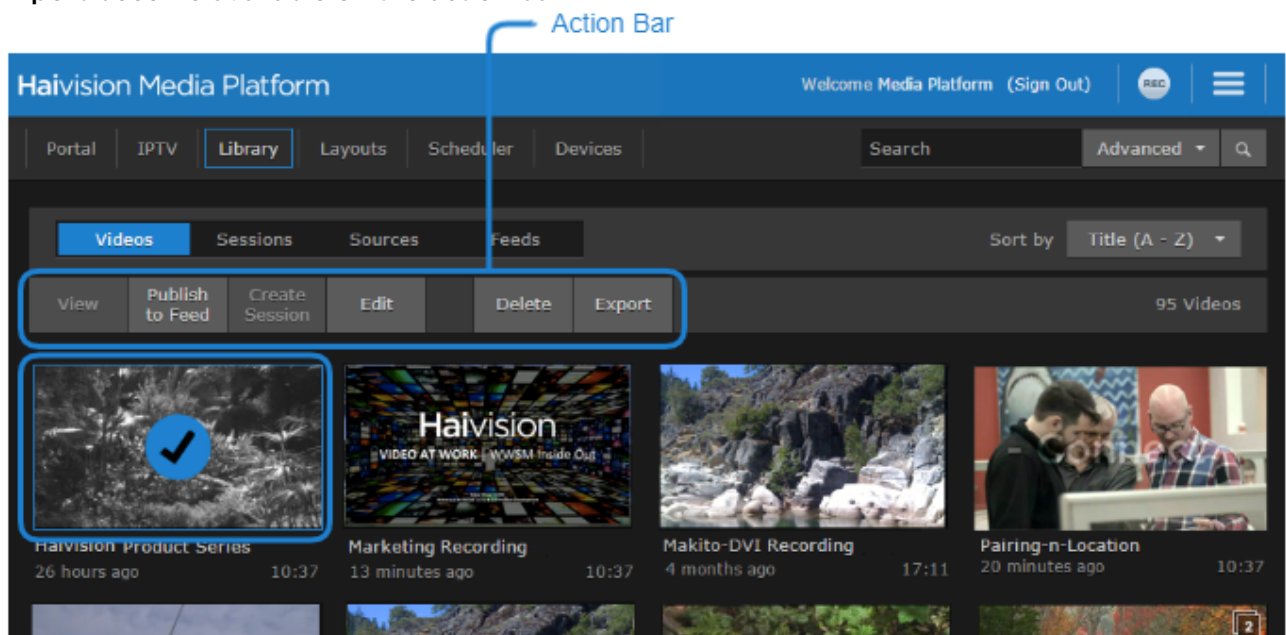 Action Bar
Haivision Media Platform
Welcome Media Platform (Sign Out)
REC
Portal
IPTV
Library
Layouts
Scheduler
Devices
Search
Advanced
Videos
Sessions
Sources
Feeds
Sort by
Title (A - Z)
View
Publish
to Feed
Create
Session
Edit
Delete
Export
95 Videos
Haivision
VIDEO AT WORK WWSM Inside Out
Haivision Product Series
26 hours ago
10:37
Marketing Recording
13 minutes ago
10:37
Makito-DVI Recording
4 months ago
17:11
Pairing-n-Location
20 minutes ago
10:37
2